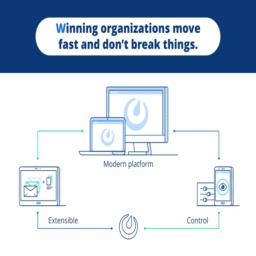 Winning organizations move
fast and don't break things.
Modern platform
Extensible
Control